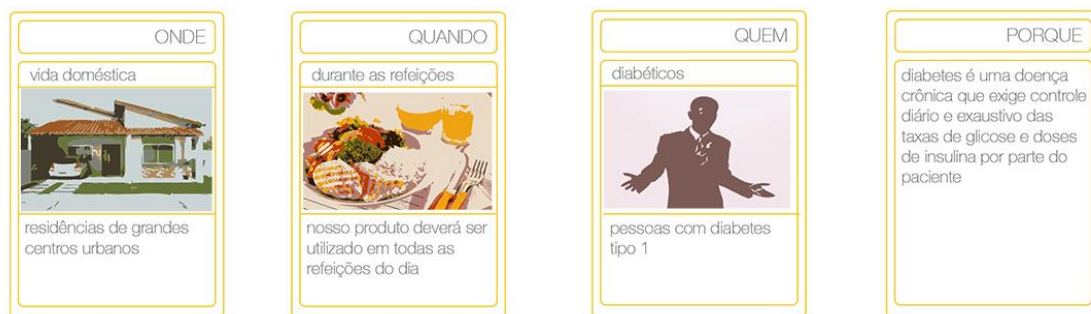 ONDE
vida doméstica
residências de grandes
centros urbanos
QUANDO
durante as refeições
nosso produto deverá ser
utilizado em todas as
refeições do dia
QUEM
diabéticos
pessoas com diabetes
tipo 1
PORQUE
diabetes é uma doença
crônica que exige controle
diário e exaustivo das
taxas de glicose e doses
de insulina por parte do
paciente